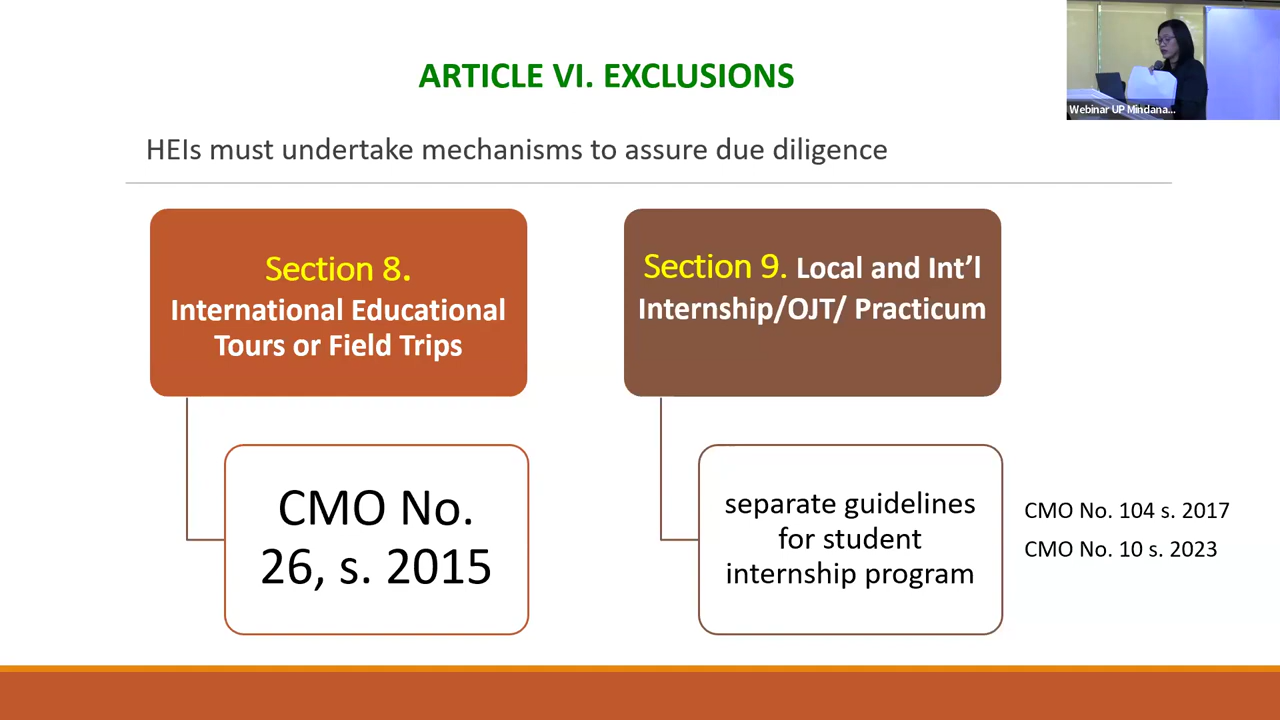 ARTICLE VI. EXCLUSIONS
Webinar UP Mindana...
HEIs must undertake mechanisms to assure due diligence
Section 8.
International Educational
Tours or Field Trips
CMO No.
26, s. 2015
Section 9. Local and Int’l
Internship/OJT/ Practicum
separate guidelines
for student
internship program
CMO No. 104 s. 2017
CMO No. 10 s. 2023